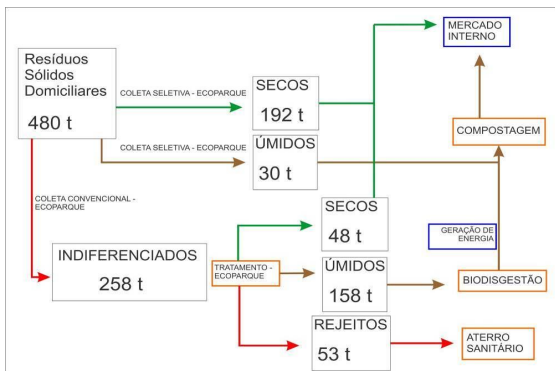 Resíduos
Sólidos
Domiciliares
480 t
COLETA SELETIVA - ECOPARQUE
SECOS
192 t
MERCADO
INTERNO
COLETA SELETIVA - ECOPARQUE
ÚMIDOS
30 t
COMPOSTAGEM
COLETA CONVENCIONAL -
ECOPARQUE
INDIFERENCIADOS
258 t
TRATAMENTO -
ECOPARQUE
SECOS
48 t
GERAÇÃO DE
ENERGIA
ÚMIDOS
158 t
BIODISGESTÃO
REJEITOS
53 t
ATERRO
SANITÁRIO